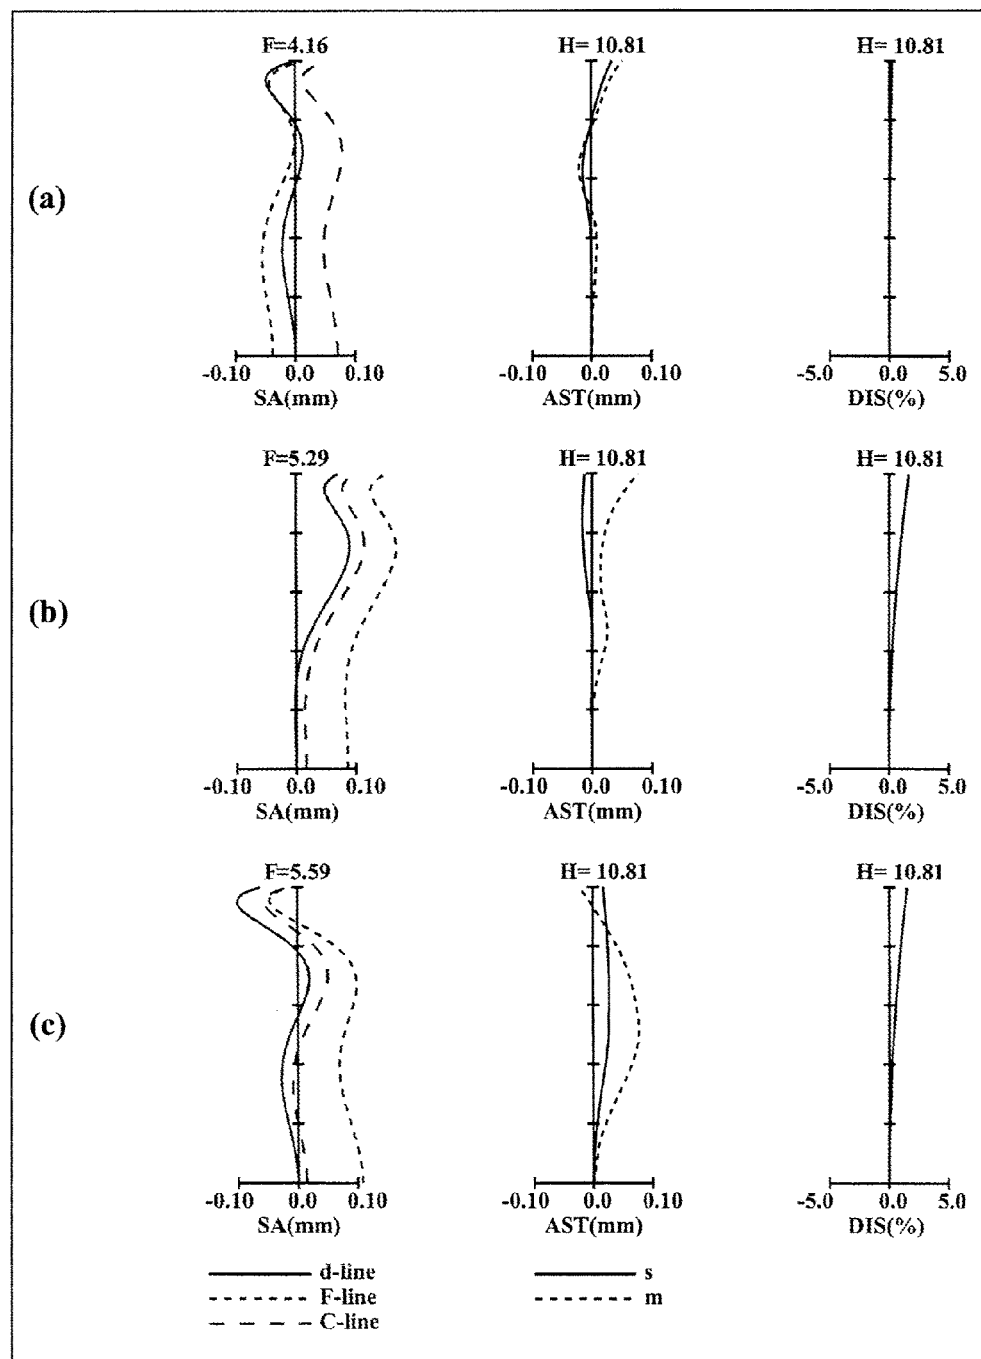 F=4.16 H= 10.81 H= 10.81
(a)
-0.10 0.0 0.10 -0.10 0.0 0.10 -5.0 0.0 5.0
SA(mm) AST(mm) DIS(%)
F=5.29 H= 10.81 H= 10.81
(b)
-0.10 0.0 0.10 -0.10 0.0 0.10 -5.0 0.0 5.0
SA(mm) AST(mm) DIS(%)
F=5.59 H= 10.81 H= 10.81
(c)
-0.10 0.0 0.10 -0.10 0.0 0.10 -5.0 0.0 5.0
SA(mm) AST(mm) DIS(%)
d-line s
F-line m
C-line